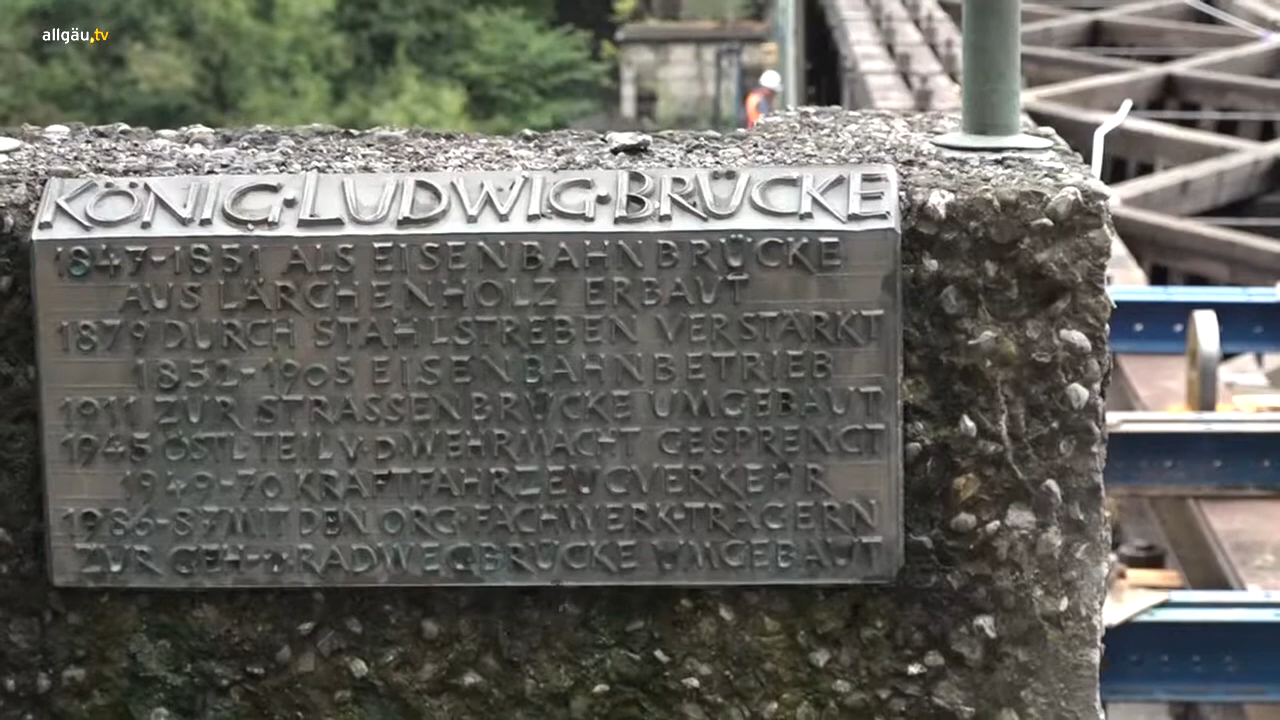 allgäu.tv
KÖNIG·LUDWIG·BRÜCKE
1847-1851 ALS EISENBAHNBRÜCKE
AUS LÄRCHENHOLZ ERBAUT
1879 DURCH STAHLSTREBEN VERSTÄRKT
1852-1905 EISENBAHNBETRIEB
1911 ZUR STRASSENBRÜCKE UMGEBAUT
1945 ÖSTL·TEIL V·D·WEHRMACHT GESPRENGT
1949-70 KRAFTFAHRZEUGVERKEHR
1986-87 MIT DEN ORG·FACHWERK·TRÄGERN
ZUR GEH-U·RADWEGBRÜCKE UMGEBAUT